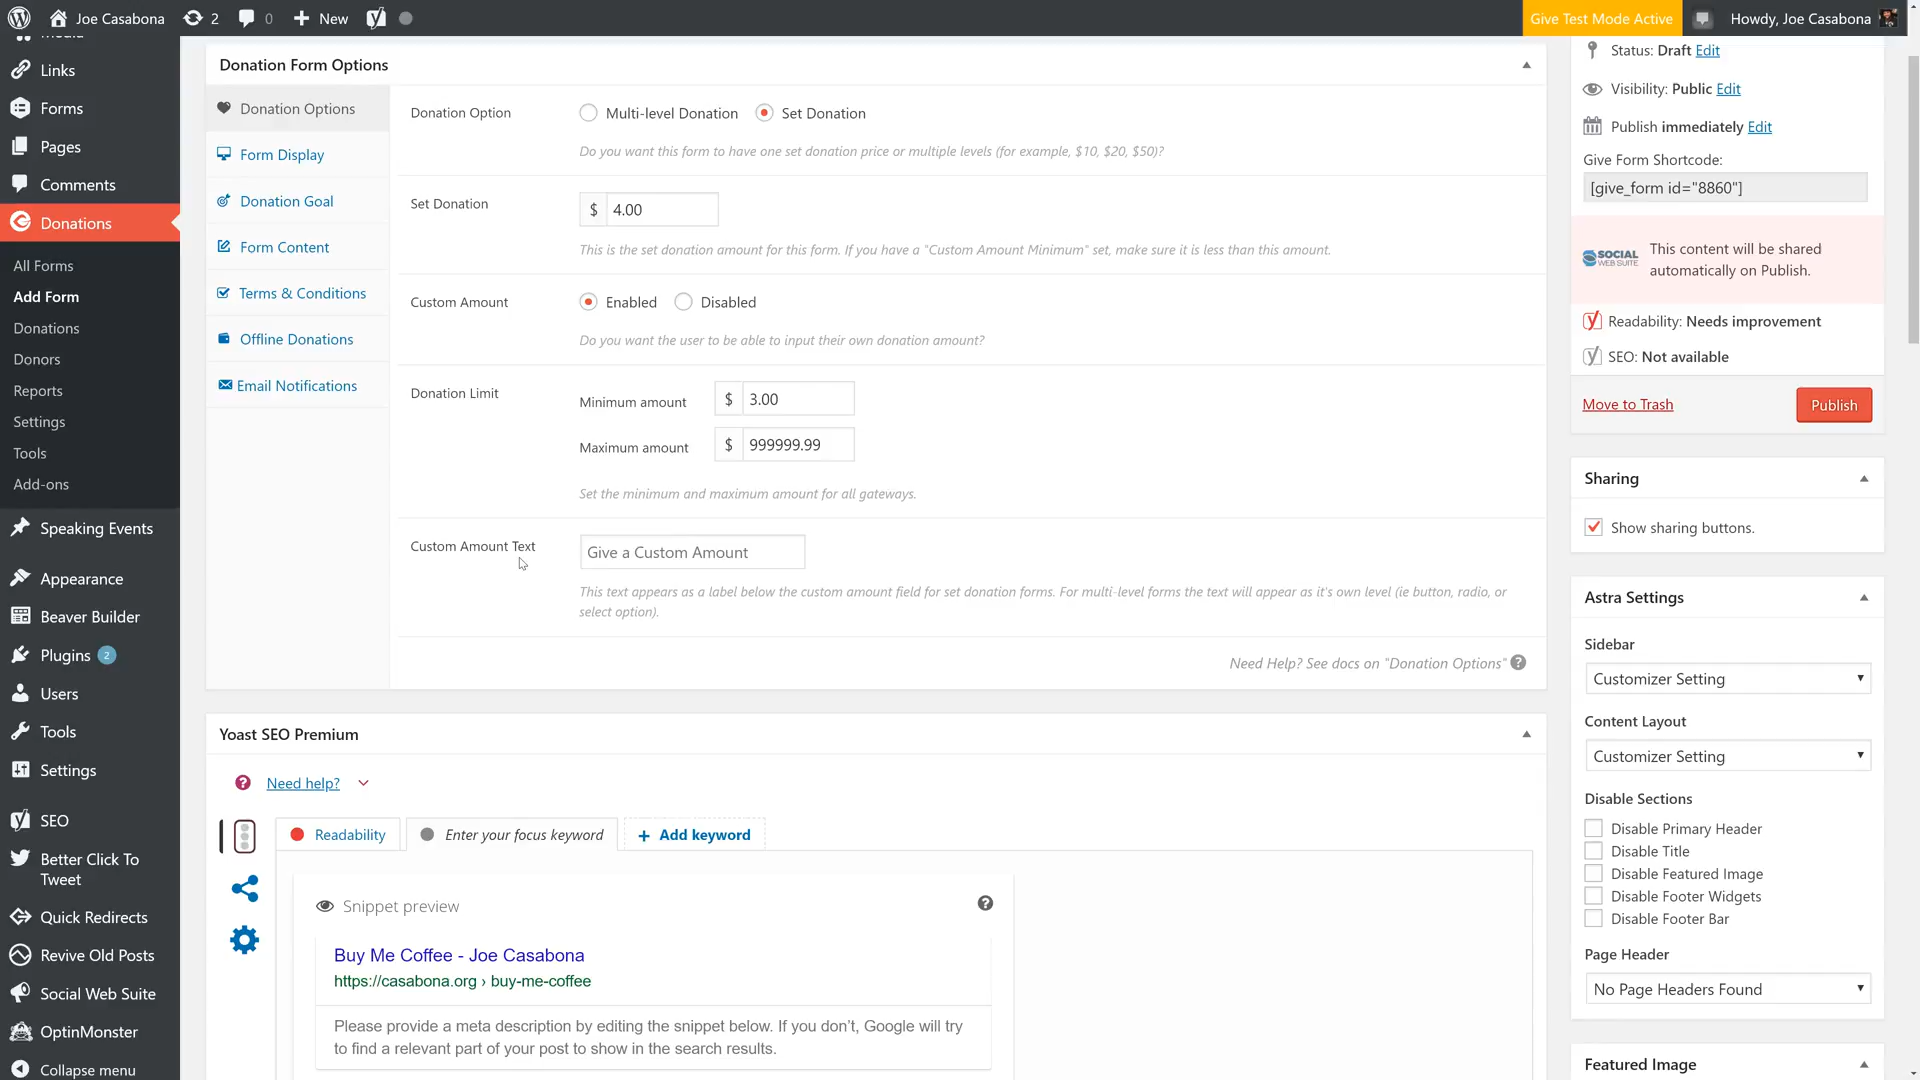 Joe Casabona
2
0
New
Give Test Mode Active
Howdy, Joe Casabona
Media
Links
Forms
Pages
Comments
Donations
All Forms
Add Form
Donations
Donors
Reports
Settings
Tools
Add-ons
Speaking Events
Appearance
Beaver Builder
Plugins 2
Users
Tools
Settings
SEO
Better Click To
Tweet
Quick Redirects
Revive Old Posts
Social Web Suite
OptinMonster
Collapse menu
Donation Form Options
Donation Options
Form Display
Donation Goal
Form Content
Terms & Conditions
Offline Donations
Email Notifications
Donation Option
Multi-level Donation
Set Donation
Do you want this form to have one set donation price or multiple levels (for example, $10, $20, $50)?
Set Donation
$ 4.00
This is the set donation amount for this form. If you have a "Custom Amount Minimum" set, make sure it is less than this amount.
Custom Amount
Enabled
Disabled
Do you want the user to be able to input their own donation amount?
Donation Limit
Minimum amount
$ 3.00
Maximum amount
$ 999999.99
Set the minimum and maximum amount for all gateways.
Custom Amount Text
Give a Custom Amount
This text appears as a label below the custom amount field for set donation forms. For multi-level forms the text will appear as it's own level (ie button, radio, or
select option).
Need Help? See docs on "Donation Options"
Yoast SEO Premium
Need help?
Readability
Enter your focus keyword
+ Add keyword
Snippet preview
Buy Me Coffee - Joe Casabona
https://casabona.org › buy-me-coffee
Please provide a meta description by editing the snippet below. If you don’t, Google will try
to find a relevant part of your post to show in the search results.
Status: Draft Edit
Visibility: Public Edit
Publish immediately Edit
Give Form Shortcode:
[give_form id="8860"]
SOCIAL
WEB SUITE
This content will be shared
automatically on Publish.
Readability: Needs improvement
SEO: Not available
Move to Trash
Publish
Sharing
Show sharing buttons.
Astra Settings
Sidebar
Customizer Setting
Content Layout
Customizer Setting
Disable Sections
Disable Primary Header
Disable Title
Disable Featured Image
Disable Footer Widgets
Disable Footer Bar
Page Header
No Page Headers Found
Featured Image